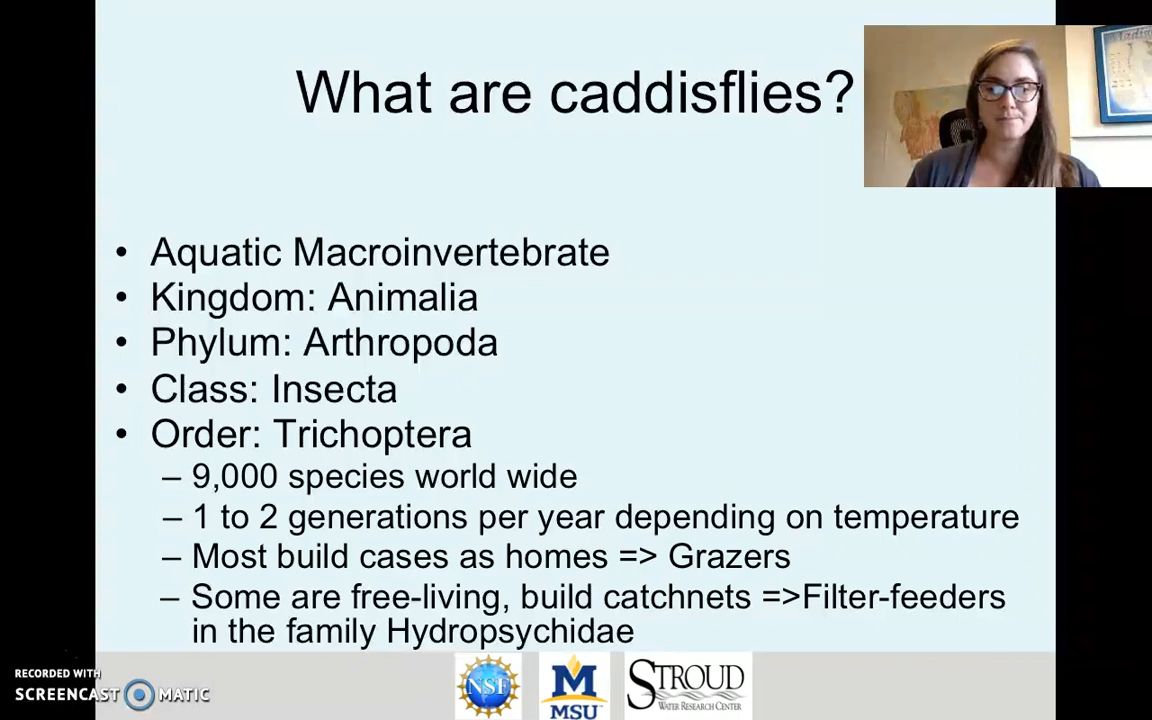 What are caddisflies?
• Aquatic Macroinvertebrate
• Kingdom: Animalia
• Phylum: Arthropoda
• Class: Insecta
• Order: Trichoptera
– 9,000 species world wide
– 1 to 2 generations per year depending on temperature
– Most build cases as homes => Grazers
– Some are free-living, build catchnets =>Filter-feeders
in the family Hydropsychidae
RECORDED WITH
SCREENCAST MATIC
NSF
M
MSU
STROUD
WATER RESEARCH CENTER